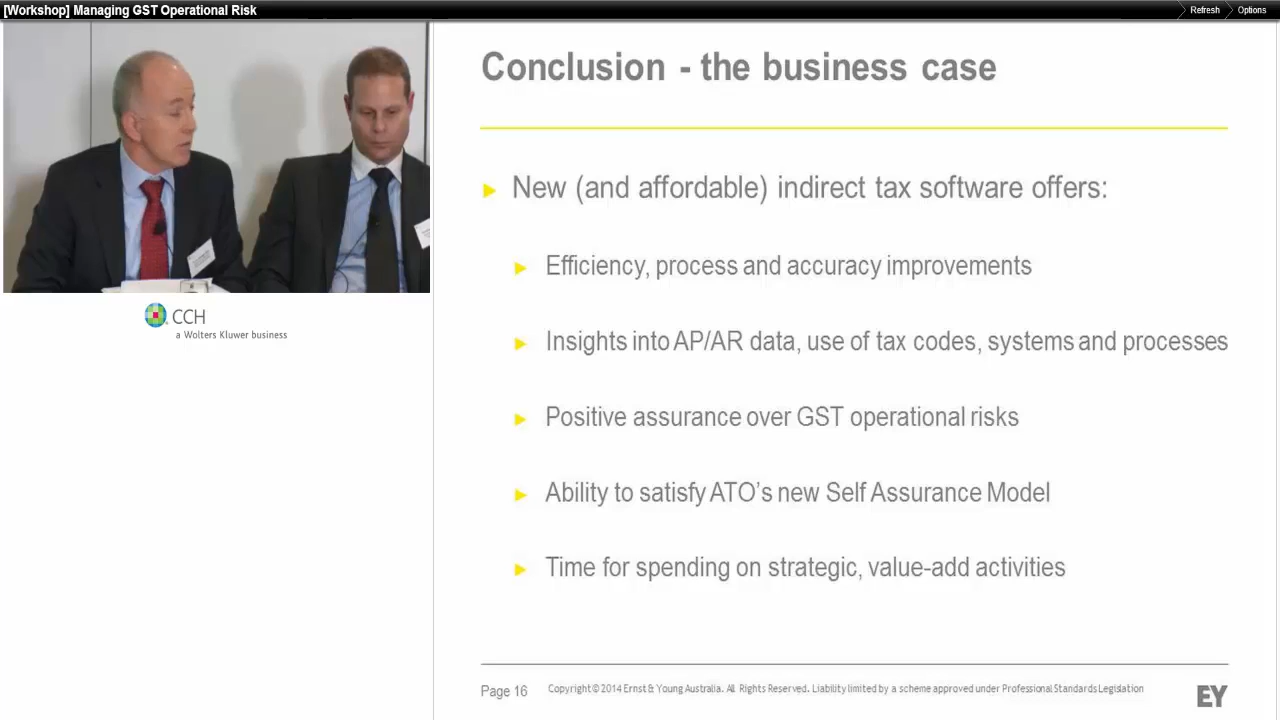 [Workshop] Managing GST Operational Risk
Refresh
Options
Conclusion - the business case
► New (and affordable) indirect tax software offers:
► Efficiency, process and accuracy improvements
► Insights into AP/AR data, use of tax codes, systems and processes
► Positive assurance over GST operational risks
► Ability to satisfy ATO’s new Self Assurance Model
► Time for spending on strategic, value-add activities
CCH
a Wolters Kluwer business
Page 16
Copyright © 2014 Ernst & Young Australia. All Rights Reserved. Liability limited by a scheme approved under Professional Standards Legislation
EY